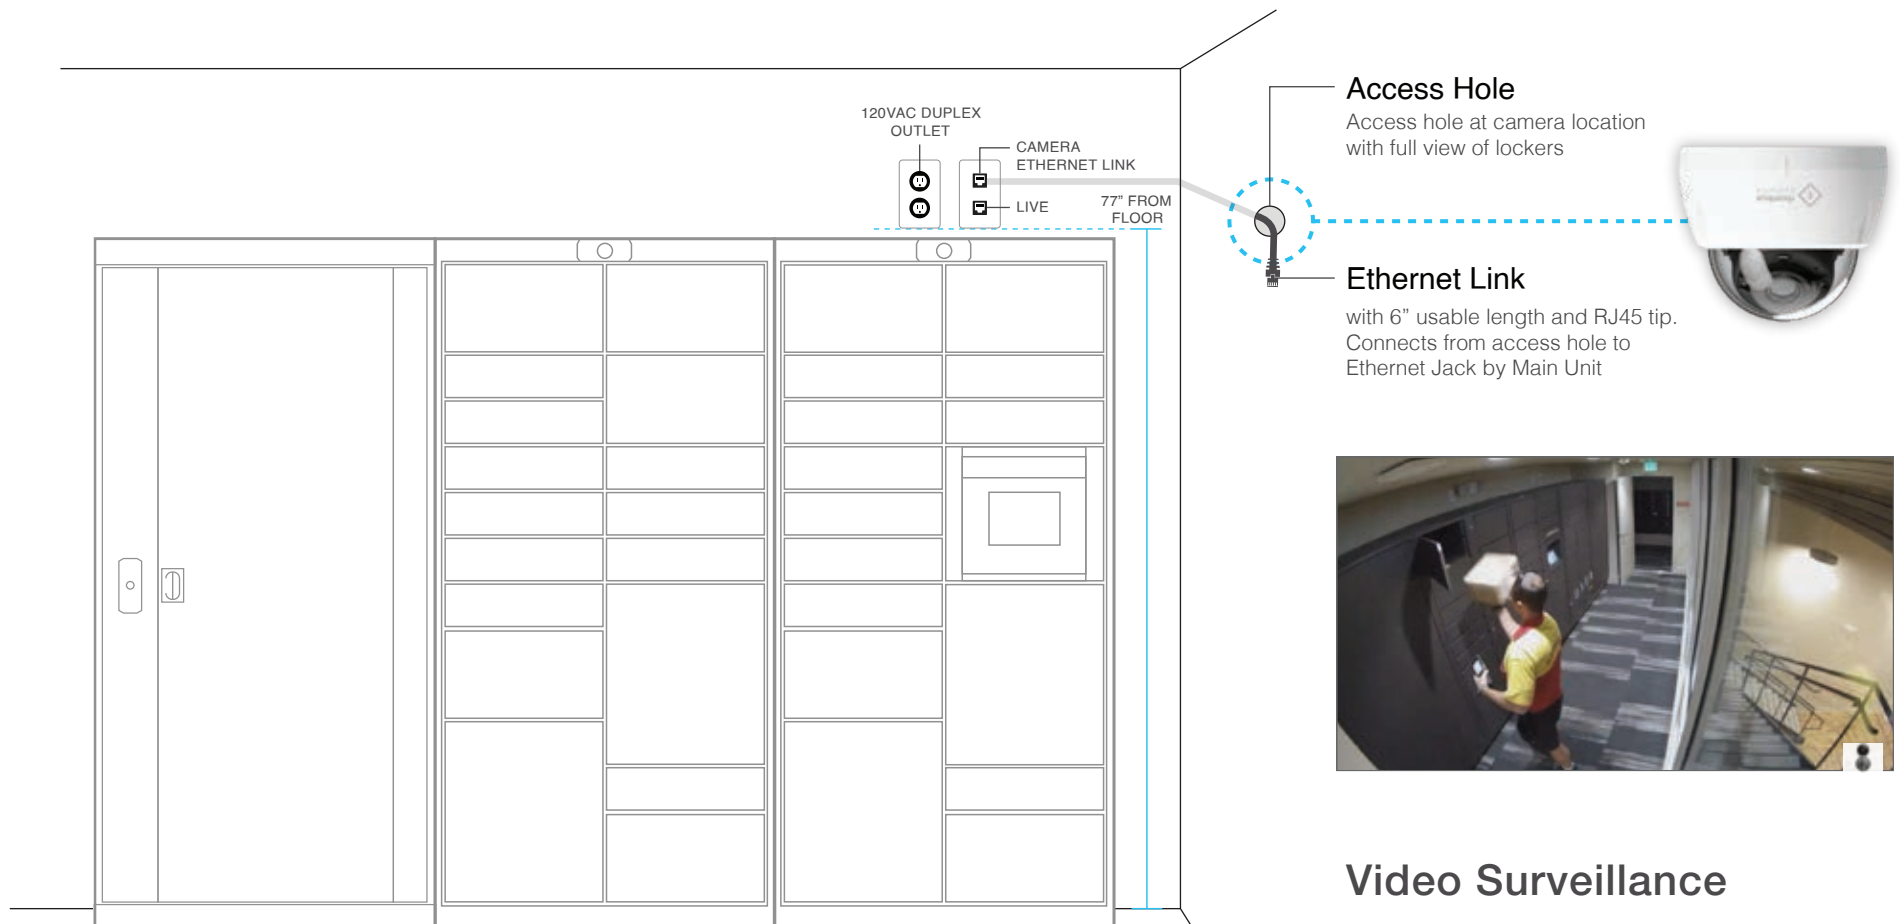 120VAC DUPLEX
OUTLET
CAMERA
ETHERNET LINK
LIVE
77” FROM
FLOOR
Access Hole
Access hole at camera location
with full view of lockers
Ethernet Link
with 6” usable length and RJ45 tip.
Connects from access hole to
Ethernet Jack by Main Unit
Video Surveillance